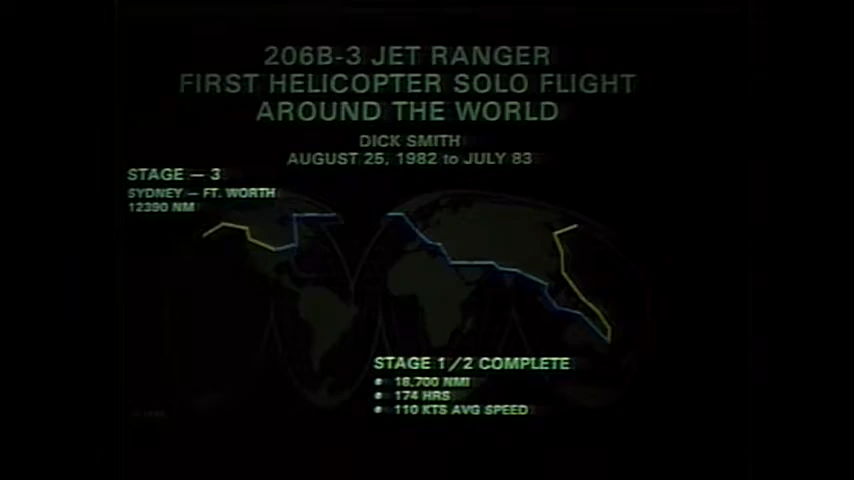 206B-3 JET RANGER
FIRST HELICOPTER SOLO FLIGHT
AROUND THE WORLD
DICK SMITH
AUGUST 25, 1982 to JULY 83
STAGE — 3
SYDNEY — FT. WORTH
12390 NM
STAGE 1/2 COMPLETE
18,700 NMI
174 HRS
110 KTS AVG SPEED